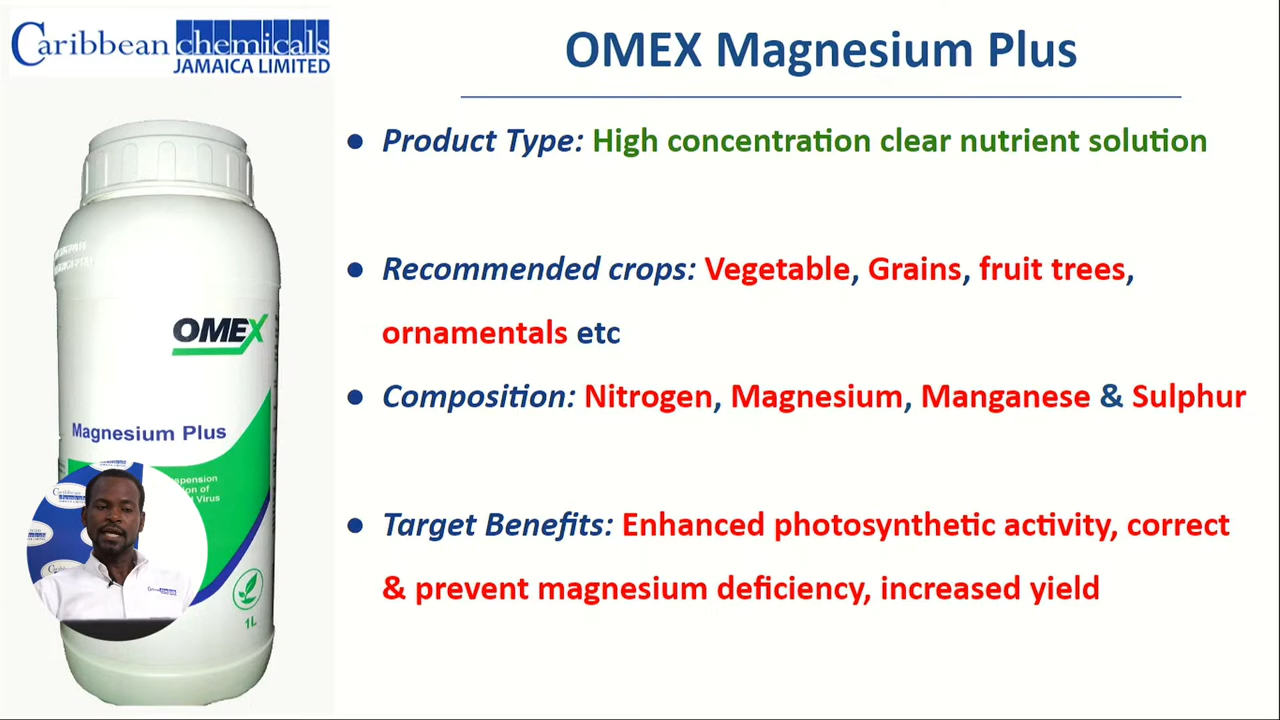 Caribbean chemicals
JAMAICA LIMITED
OMEX Magnesium Plus
● Product Type: High concentration clear nutrient solution
● Recommended crops: Vegetable, Grains, fruit trees,
ornamentals etc
● Composition: Nitrogen, Magnesium, Manganese & Sulphur
● Target Benefits: Enhanced photosynthetic activity, correct
& prevent magnesium deficiency, increased yield
OMEX
Magnesium Plus
Virus
1L